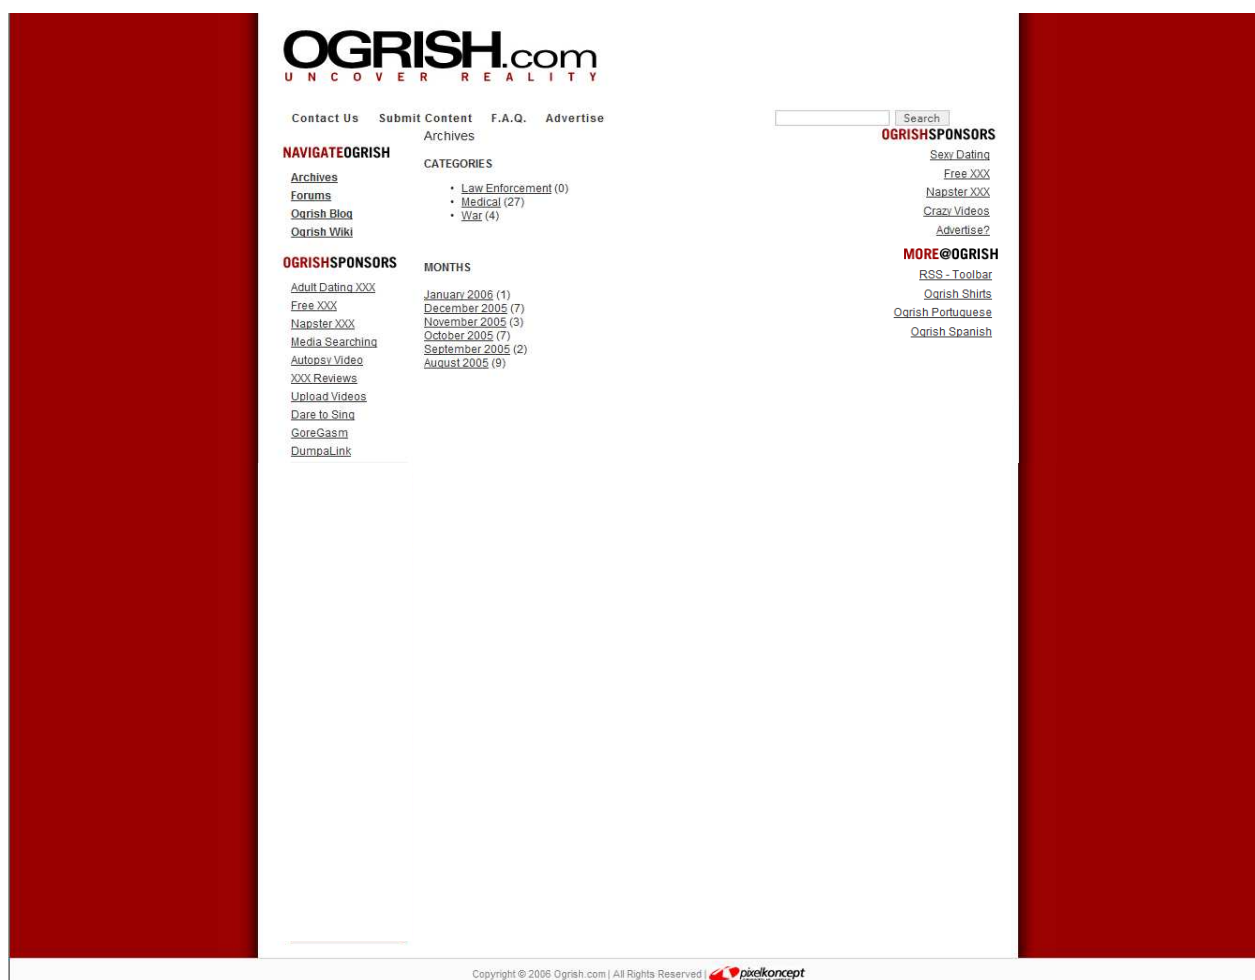 OGRISH.com
UNCOVER REALITY
Contact Us Submit Content F.A.Q. Advertise
Search
NAVIGATEOGRISH
Archives
Forums
Ogrish Blog
Ogrish Wiki
OGRISHSPONSORS
Adult Dating XXX
Free XXX
Napster XXX
Media Searching
Autopsy Video
XXX Reviews
Upload Videos
Dare to Sing
GoreGasm
DumpaLink
Archives
CATEGORIES
• Law Enforcement (0)
• Medical (27)
• War (4)
MONTHS
January 2006 (1)
December 2005 (7)
November 2005 (3)
October 2005 (7)
September 2005 (2)
August 2005 (9)
OGRISHSPONSORS
Sexy Dating
Free XXX
Napster XXX
Crazy Videos
Advertise?
MORE@OGRISH
RSS - Toolbar
Ogrish Shirts
Ogrish Portuguese
Ogrish Spanish
Copyright © 2006 Ogrish.com | All Rights Reserved | pixelkoncept